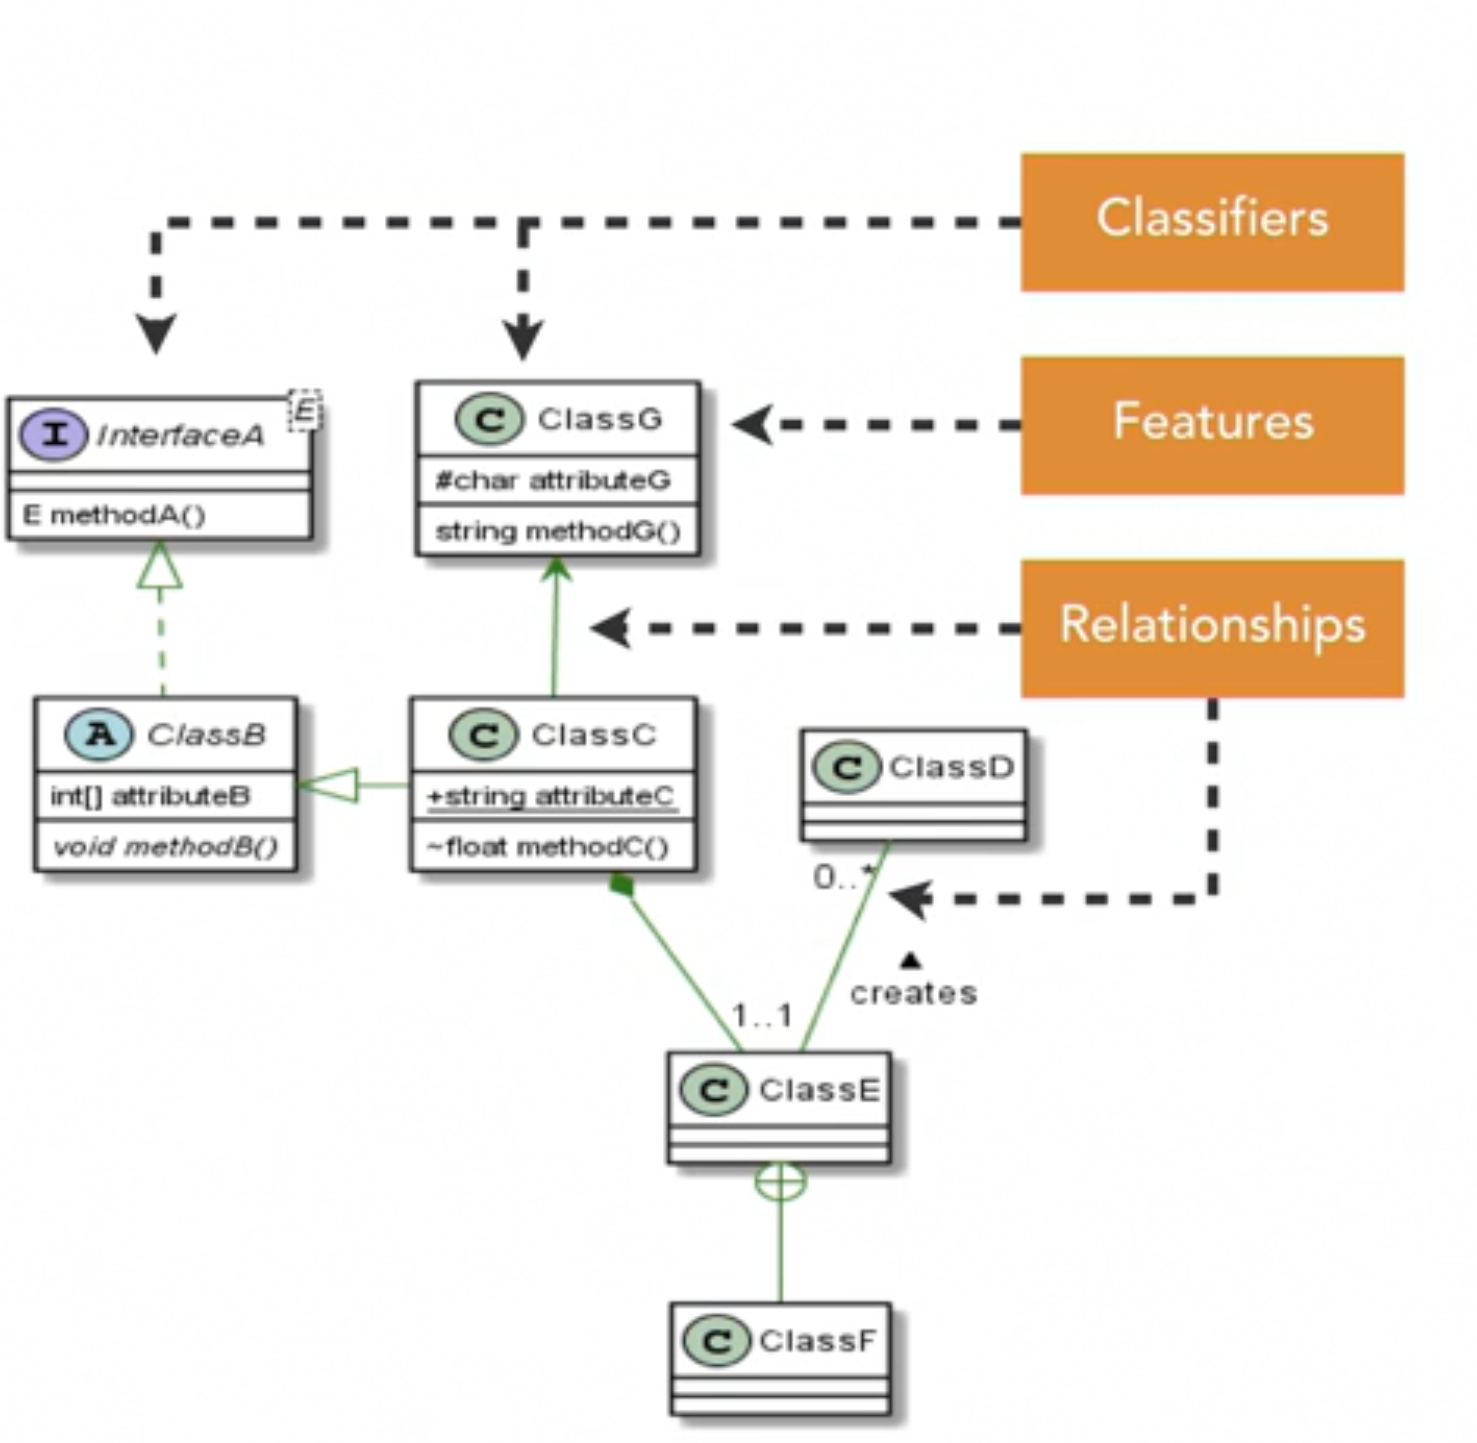 Classifiers
Features
Relationships
I InterfaceA E
E methodA()
C ClassG
#char attributeG
string methodG()
A ClassB
int[] attributeB
void methodB()
C ClassC
+string attributeC
~float methodC()
C ClassD
0..*
creates
1..1
C ClassE
C ClassF